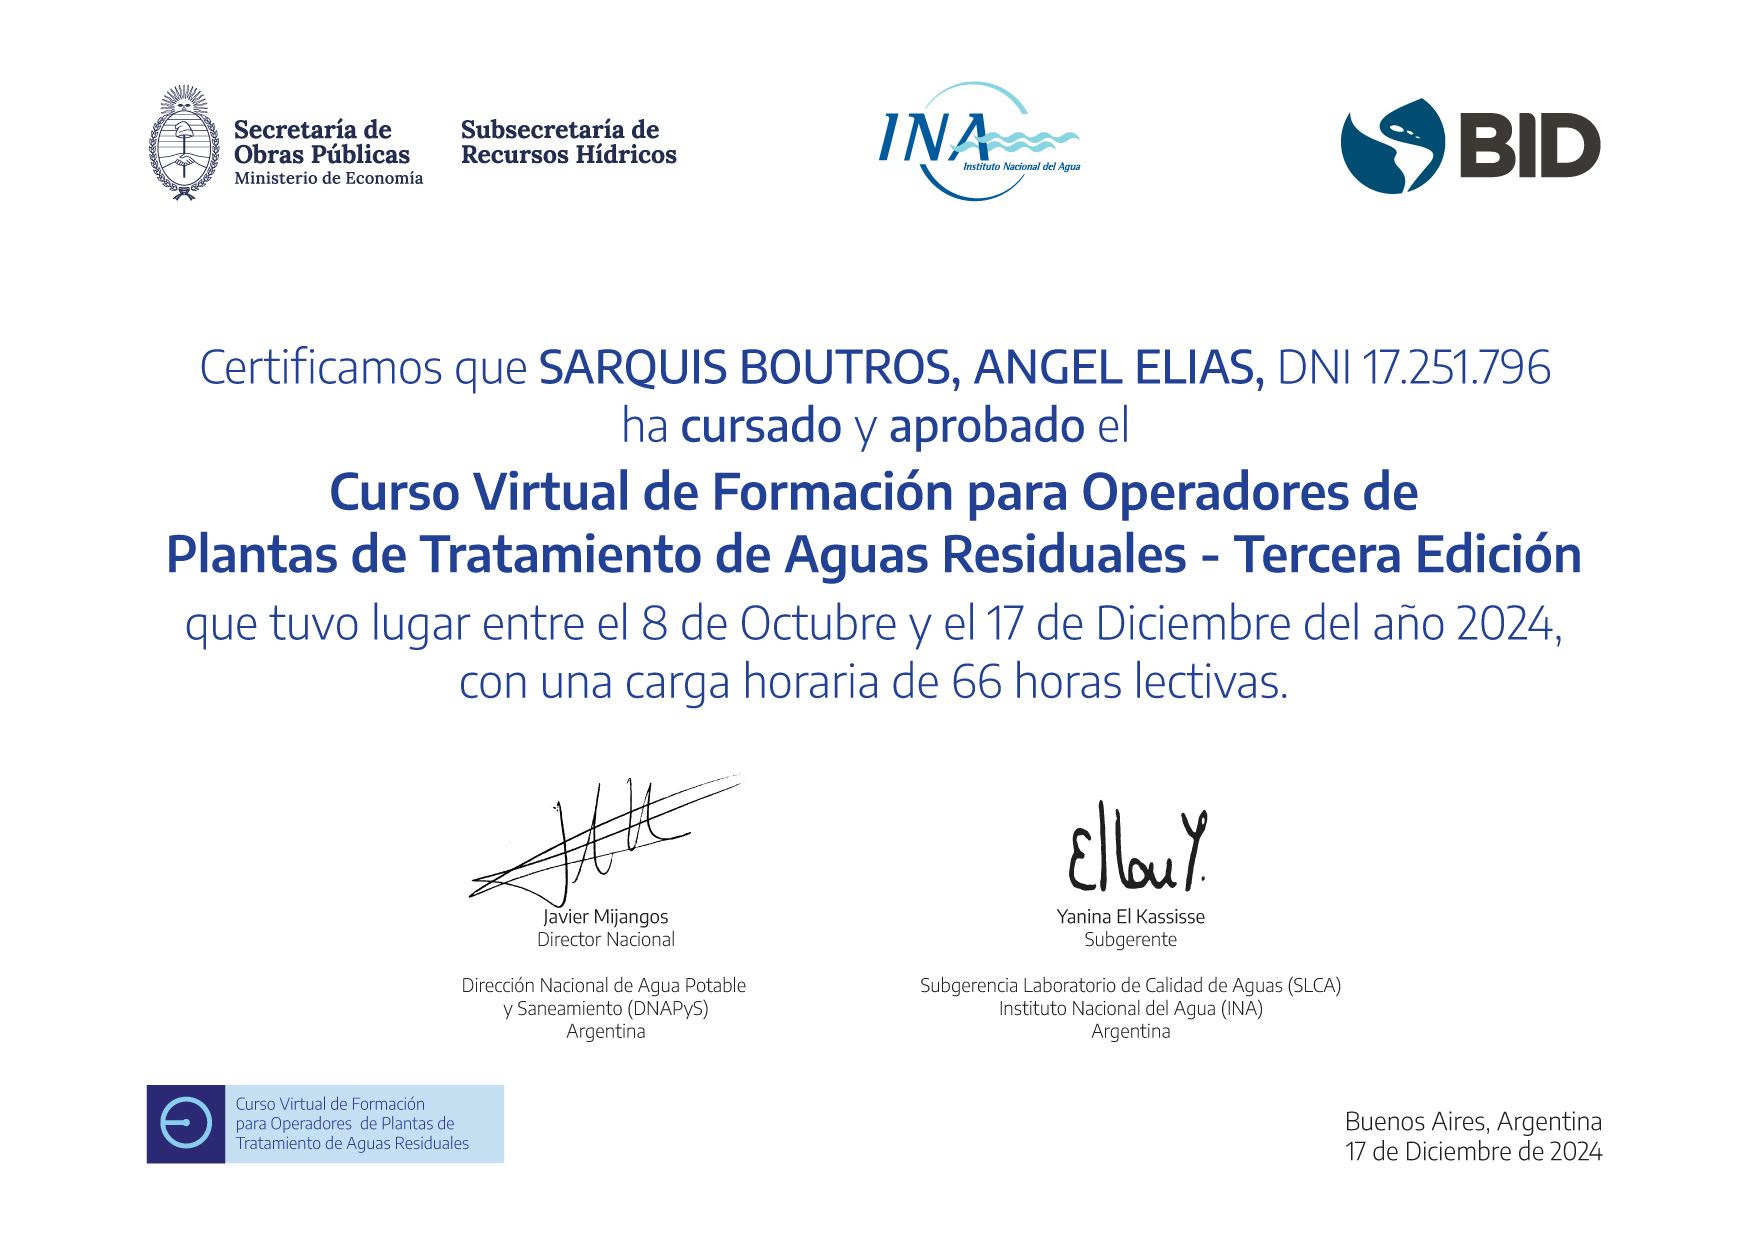 Secretaría de
Obras Públicas
Ministerio de Economía
Subsecretaría de
Recursos Hídricos
INA
Instituto Nacional del Agua
BID
Certificamos que SARQUIS BOUTROS, ANGEL ELIAS, DNI 17.251.796
ha cursado y aprobado el
Curso Virtual de Formación para Operadores de
Plantas de Tratamiento de Aguas Residuales - Tercera Edición
que tuvo lugar entre el 8 de Octubre y el 17 de Diciembre del año 2024,
con una carga horaria de 66 horas lectivas.
Javier Mijangos
Director Nacional
Dirección Nacional de Agua Potable
y Saneamiento (DNAPyS)
Argentina
Yanina El Kassisse
Subgerente
Subgerencia Laboratorio de Calidad de Aguas (SLCA)
Instituto Nacional del Agua (INA)
Argentina
Curso Virtual de Formación
para Operadores de Plantas de
Tratamiento de Aguas Residuales
Buenos Aires, Argentina
17 de Diciembre de 2024